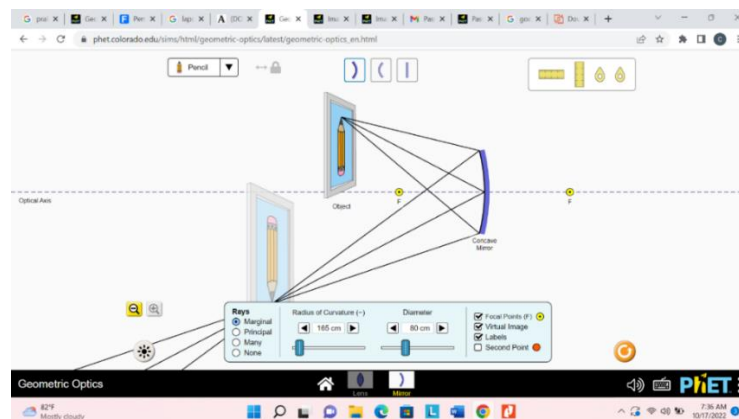 phet.colorado.edu/sims/html/geometric-optics/latest/geometric-optics_en.html
Pencil
Optical Axis
Object
F
F
Concave
Mirror
Rays
Marginal
Principal
Many
None
Radius of Curvature (−)
165 cm
Diameter
80 cm
Focal Points (F)
Virtual Image
Labels
Second Point
Geometric Optics
Lens
Mirror
PhET
82°F
Mostly cloudy
7:35 AM
10/17/2022